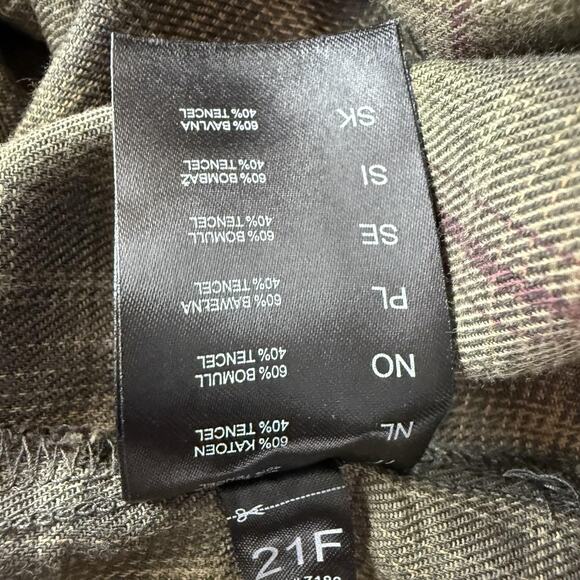 NL
60% KATOEN
40% TENCEL
NO
60% BOMULL
40% TENCEL
PL
60% BAWEŁNA
40% TENCEL
SE
60% BOMULL
40% TENCEL
SI
60% BOMBAŽ
40% TENCEL
SK
60% BAVLNA
40% TENCEL
21F